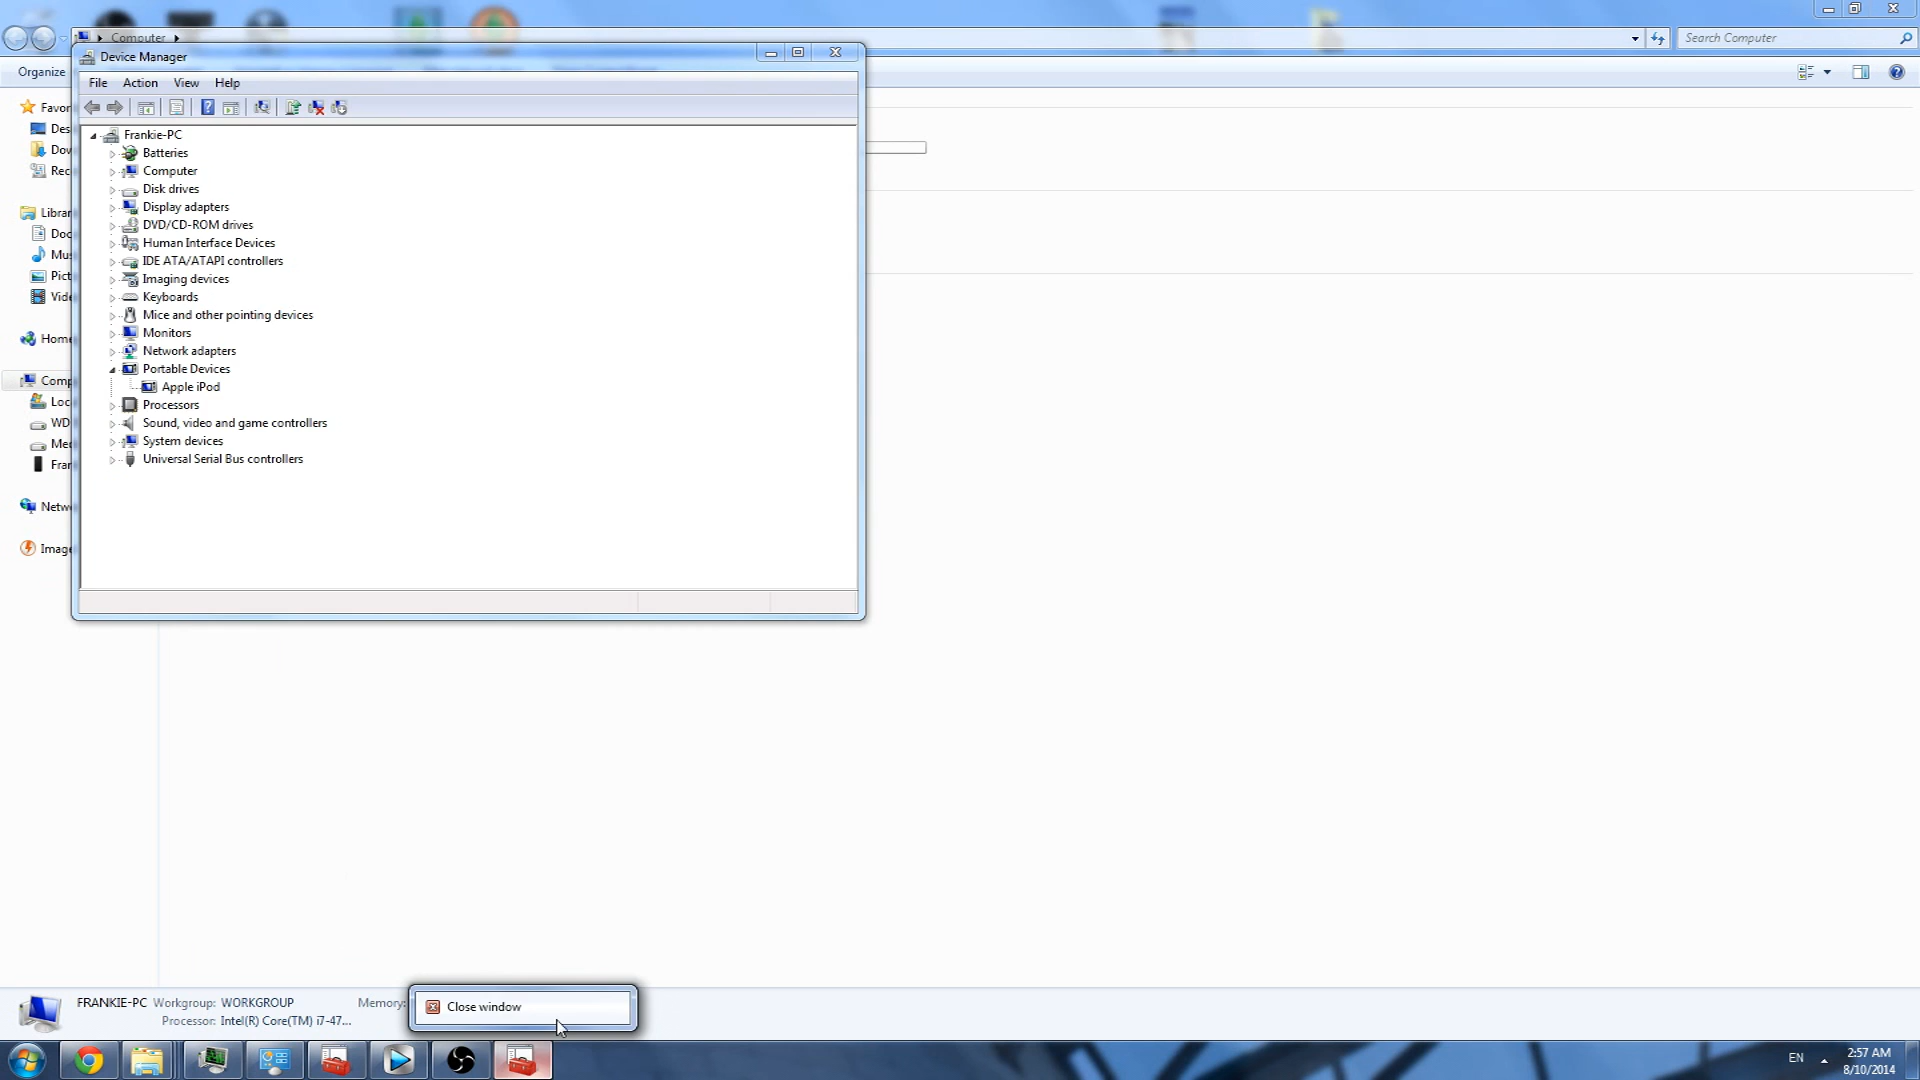 Computer
Search Computer
Device Manager
Organize
File Action View Help
Favor
Des
Dov
Rec
Librar
Doc
Mus
Pict
Vide
Home
Comp
Loc
WD
Med
Fran
Netw
Image
Frankie-PC
Batteries
Computer
Disk drives
Display adapters
DVD/CD-ROM drives
Human Interface Devices
IDE ATA/ATAPI controllers
Imaging devices
Keyboards
Mice and other pointing devices
Monitors
Network adapters
Portable Devices
Apple iPod
Processors
Sound, video and game controllers
System devices
Universal Serial Bus controllers
FRANKIE-PC Workgroup: WORKGROUP Memory:
Processor: Intel(R) Core(TM) i7-47...
Close window
EN
2:57 AM
8/10/2014